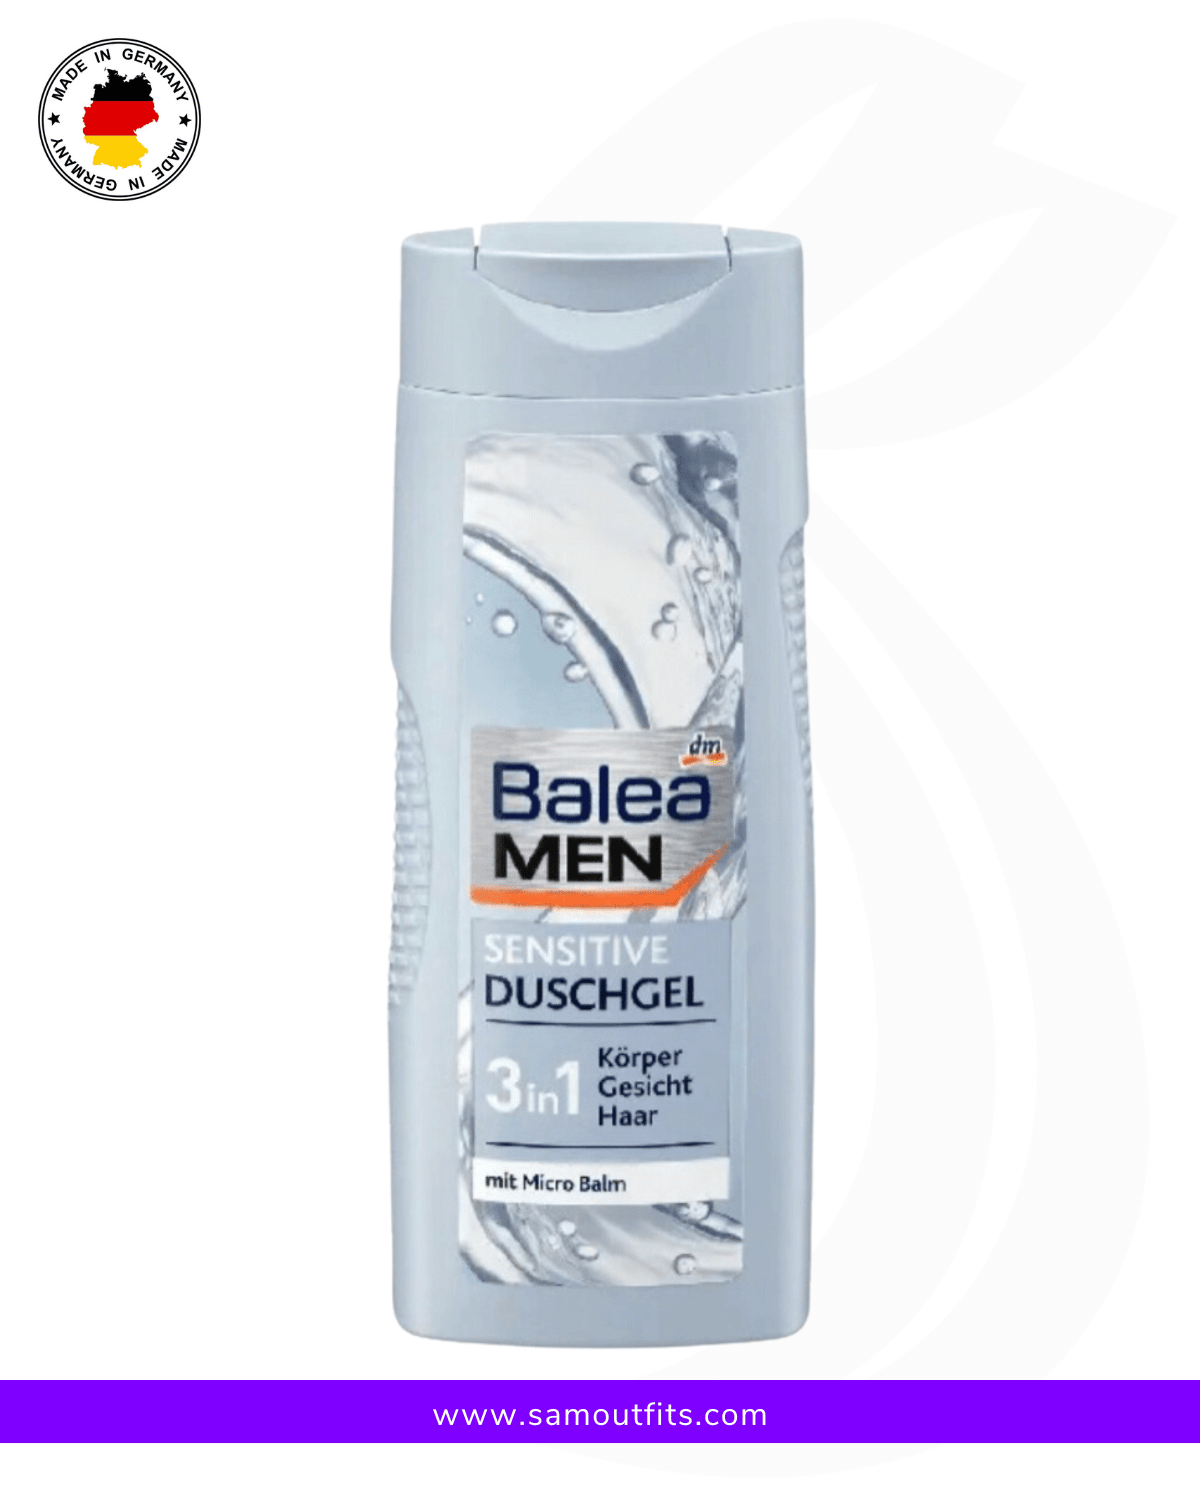 MADE IN GERMANY
MADE IN GERMANY
dm
Balea
MEN
SENSITIVE
DUSCHGEL
3in1
Körper
Gesicht
Haar
mit Micro Balm
www.samoutfits.com